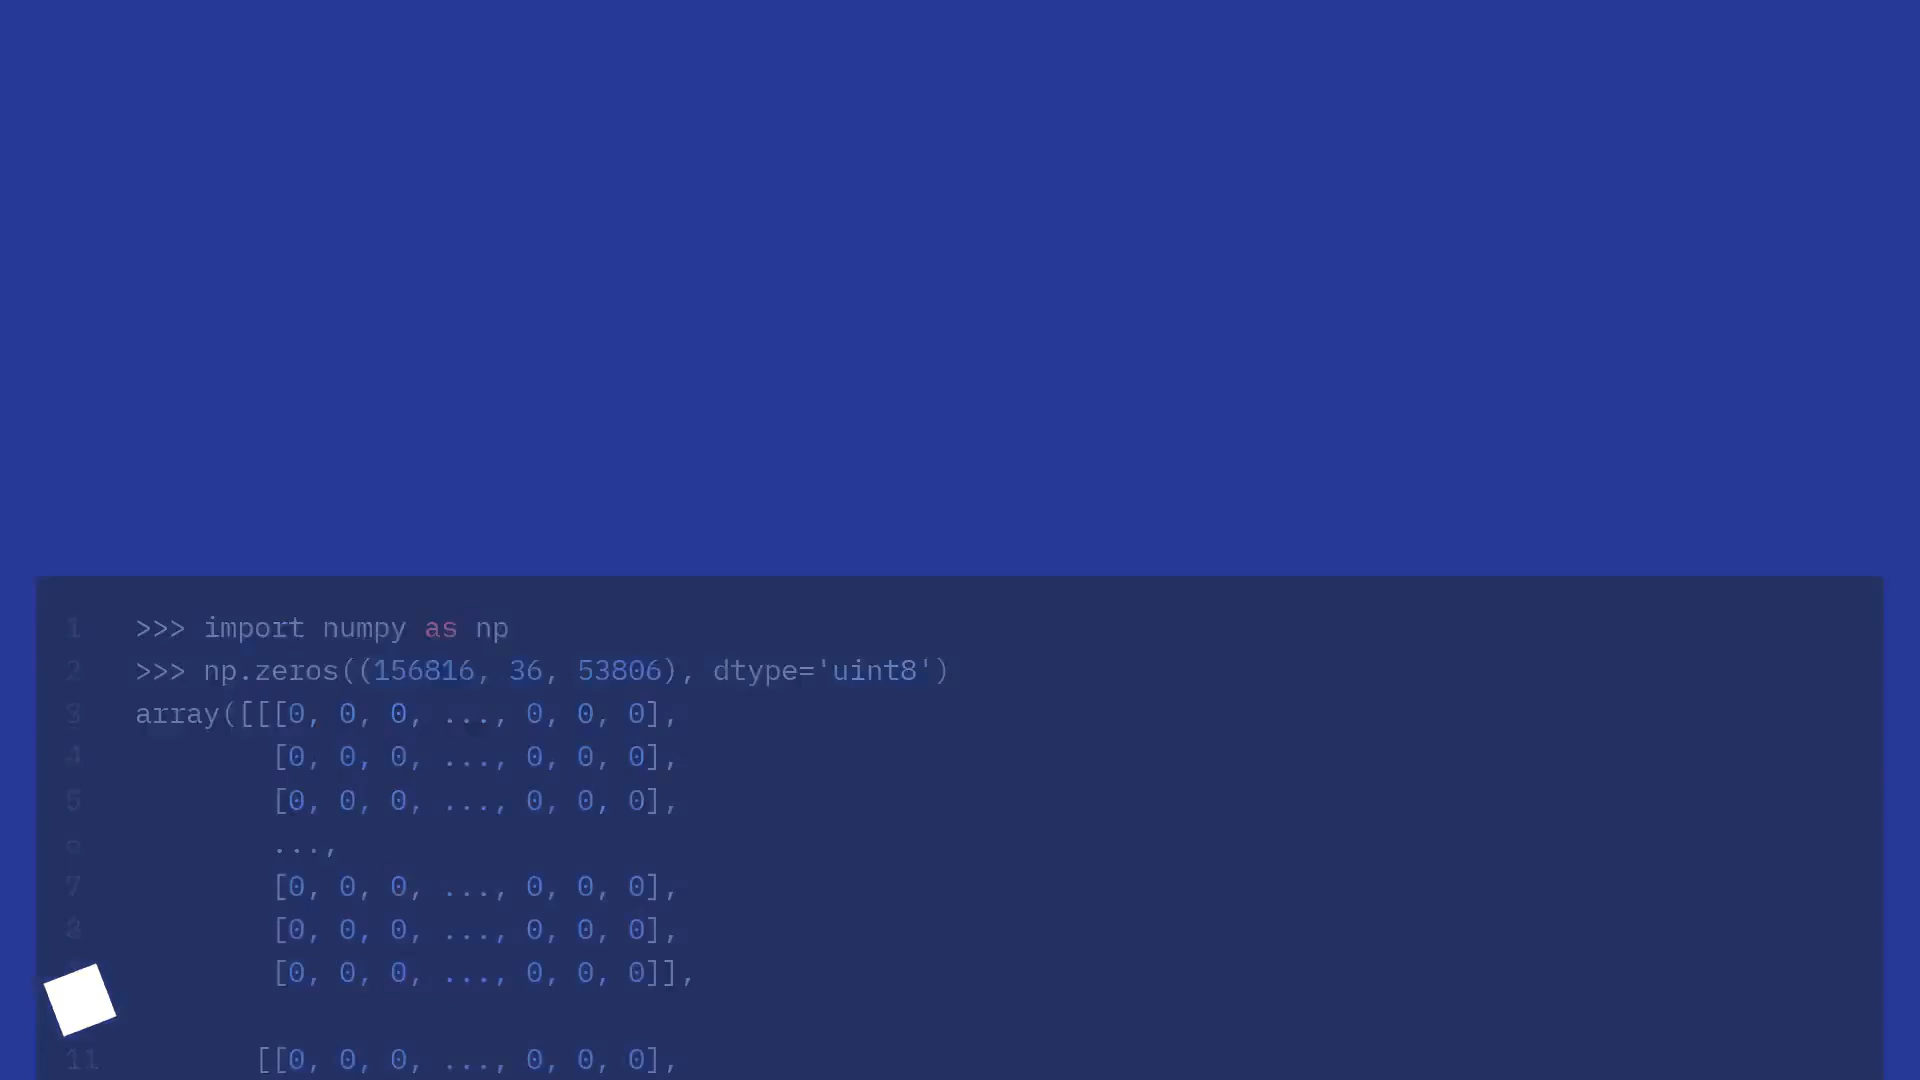 1 >>> import numpy as np
2 >>> np.zeros((156816, 36, 53806), dtype='uint8')
3 array([[[0, 0, 0, ..., 0, 0, 0],
4 [0, 0, 0, ..., 0, 0, 0],
5 [0, 0, 0, ..., 0, 0, 0],
...,
7 [0, 0, 0, ..., 0, 0, 0],
8 [0, 0, 0, ..., 0, 0, 0],
[0, 0, 0, ..., 0, 0, 0]],
11 [[0, 0, 0, ..., 0, 0, 0],